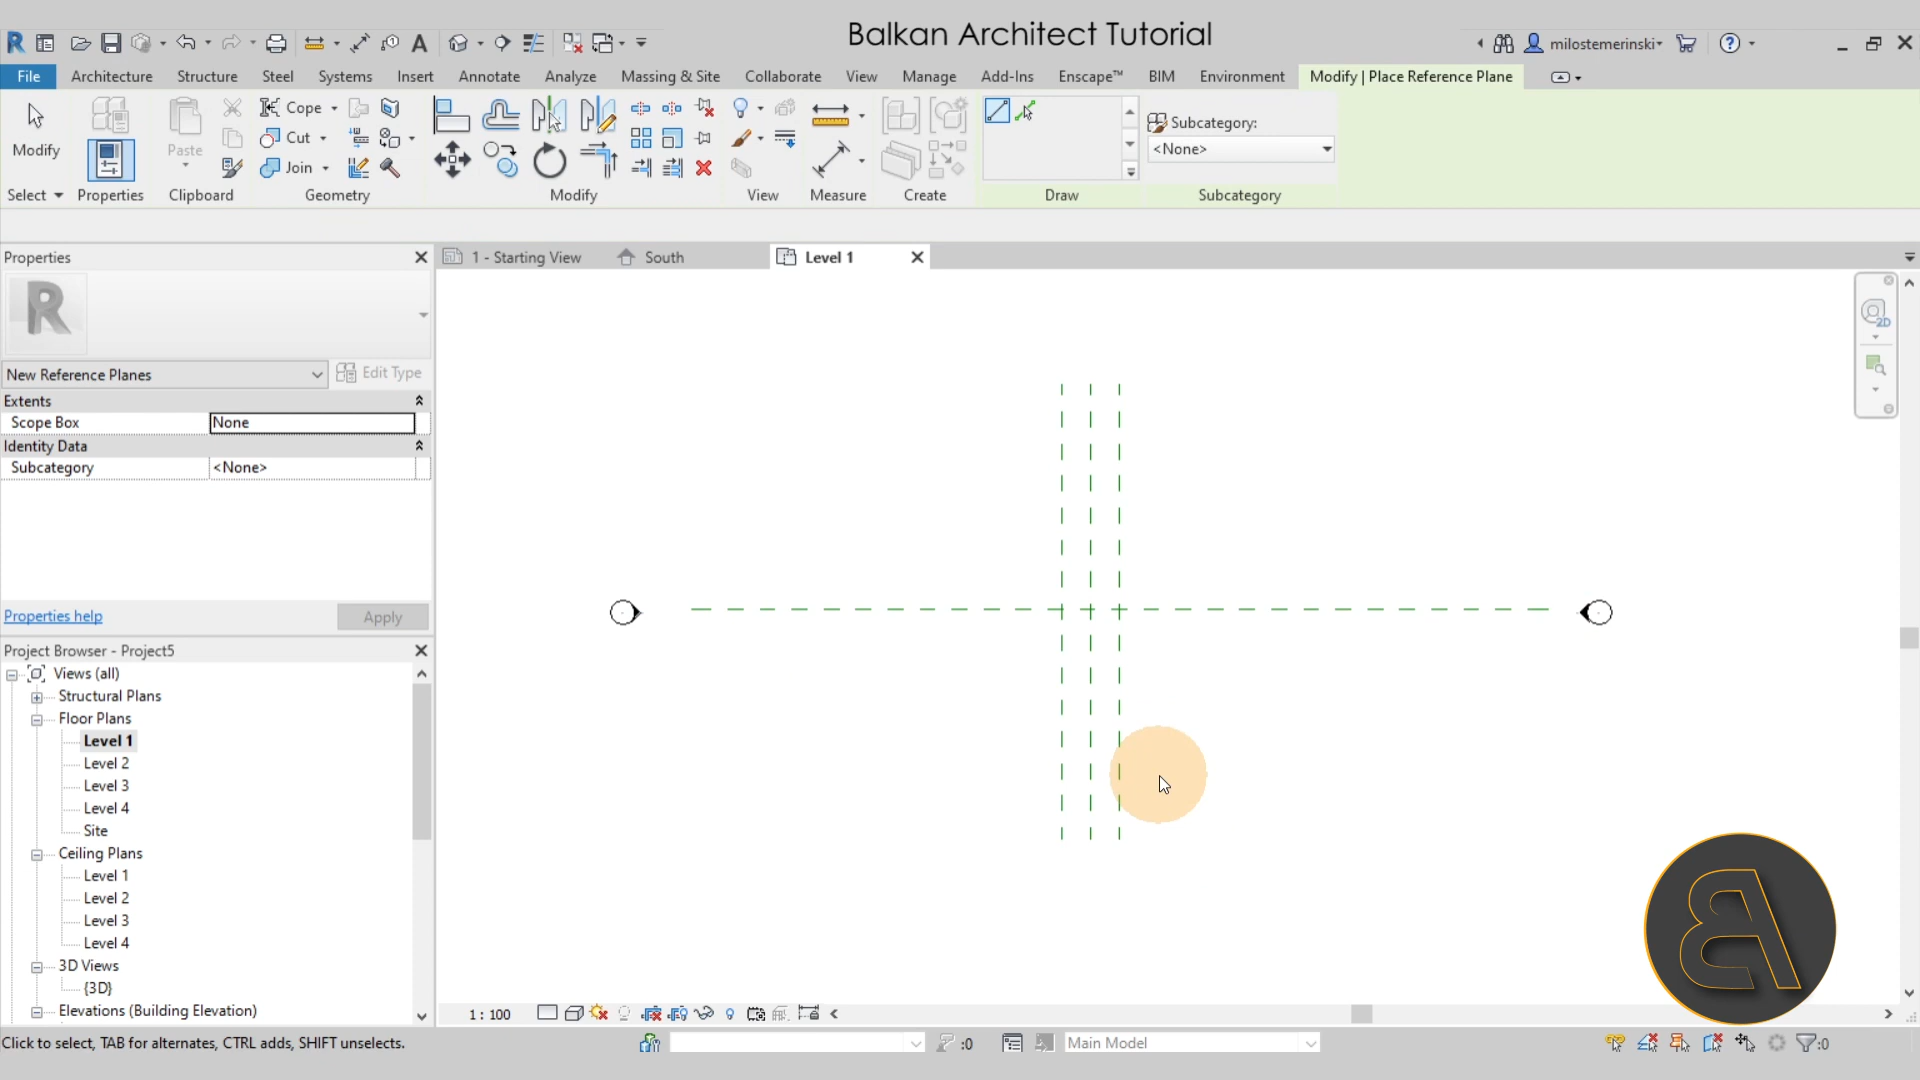 Balkan Architect Tutorial
milostemerinski
File Architecture Structure Steel Systems Insert Annotate Analyze Massing & Site Collaborate View Manage Add-Ins Enscape™ BIM Environment Modify | Place Reference Plane
Modify
Paste
Cope
Cut
Join
Subcategory:
<None>
Select Properties Clipboard Geometry Modify View Measure Create Draw Subcategory
Properties
1 - Starting View South Level 1
R
2D
New Reference Planes
Edit Type
Extents
Scope Box None
Identity Data
Subcategory <None>
Properties help
Apply
Project Browser - Project5
Views (all)
Structural Plans
Floor Plans
Level 1
Level 2
Level 3
Level 4
Site
Ceiling Plans
Level 1
Level 2
Level 3
Level 4
3D Views
{3D}
Elevations (Building Elevation)
1 : 100
Click to select, TAB for alternates, CTRL adds, SHIFT unselects.
:0
Main Model
:0